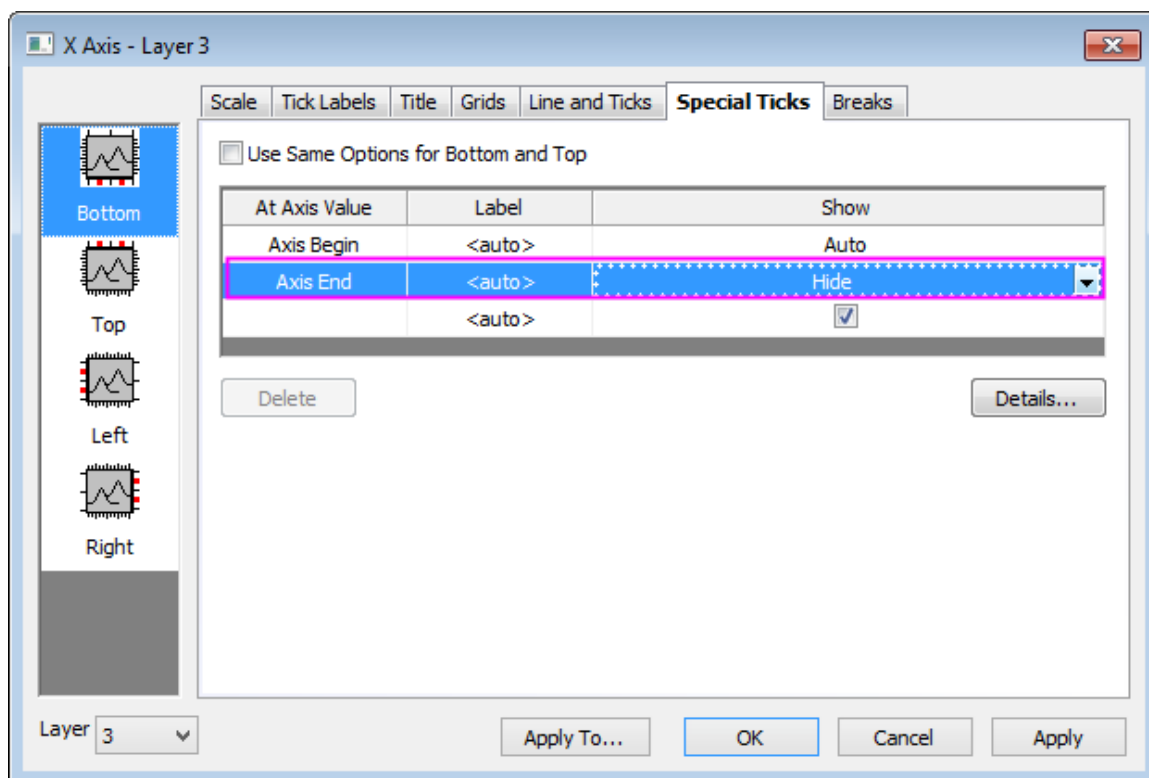 X Axis - Layer 3
Scale Tick Labels Title Grids Line and Ticks Special Ticks Breaks
Use Same Options for Bottom and Top
At Axis Value Label Show
Axis Begin <auto> Auto
Axis End <auto> Hide
<auto>
Delete Details...
Bottom
Top
Left
Right
Layer 3 Apply To... OK Cancel Apply